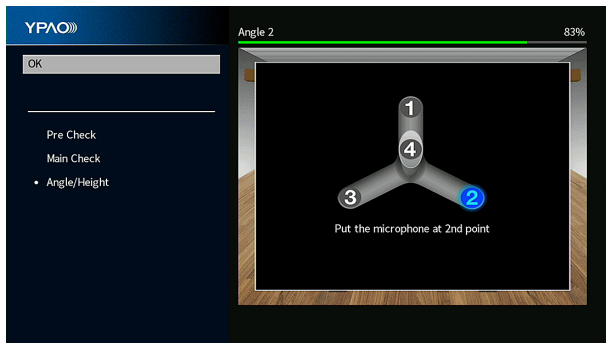 YPAO
OK
Pre Check
Main Check
• Angle/Height
Angle 2
83%
1
4
3
2
Put the microphone at 2nd point